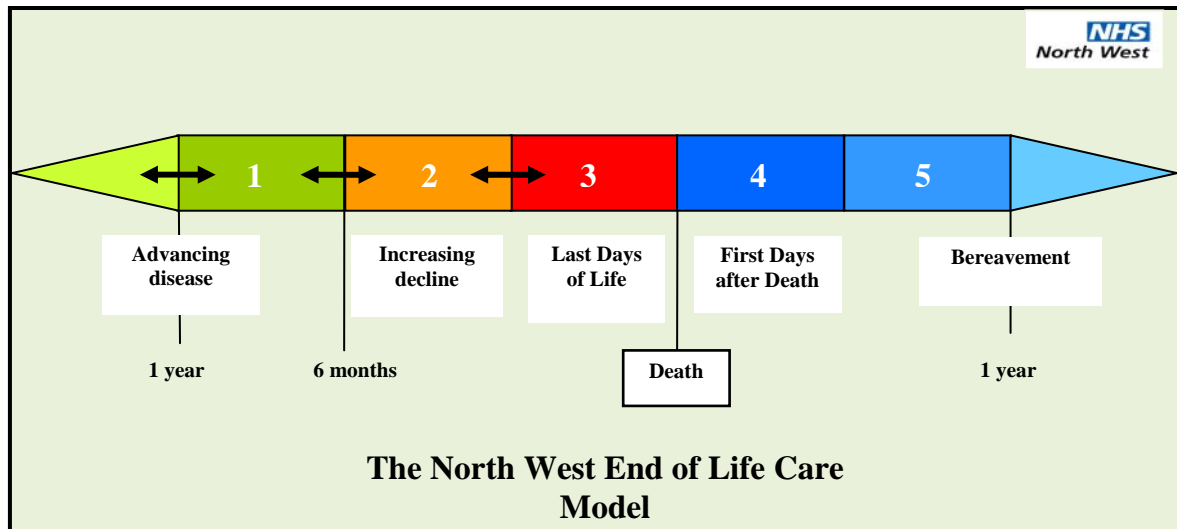 NHS
North West
1
2
3
4
5
Advancing
disease
Increasing
decline
Last Days
of Life
First Days
after Death
Bereavement
1 year
6 months
Death
1 year
The North West End of Life Care
Model